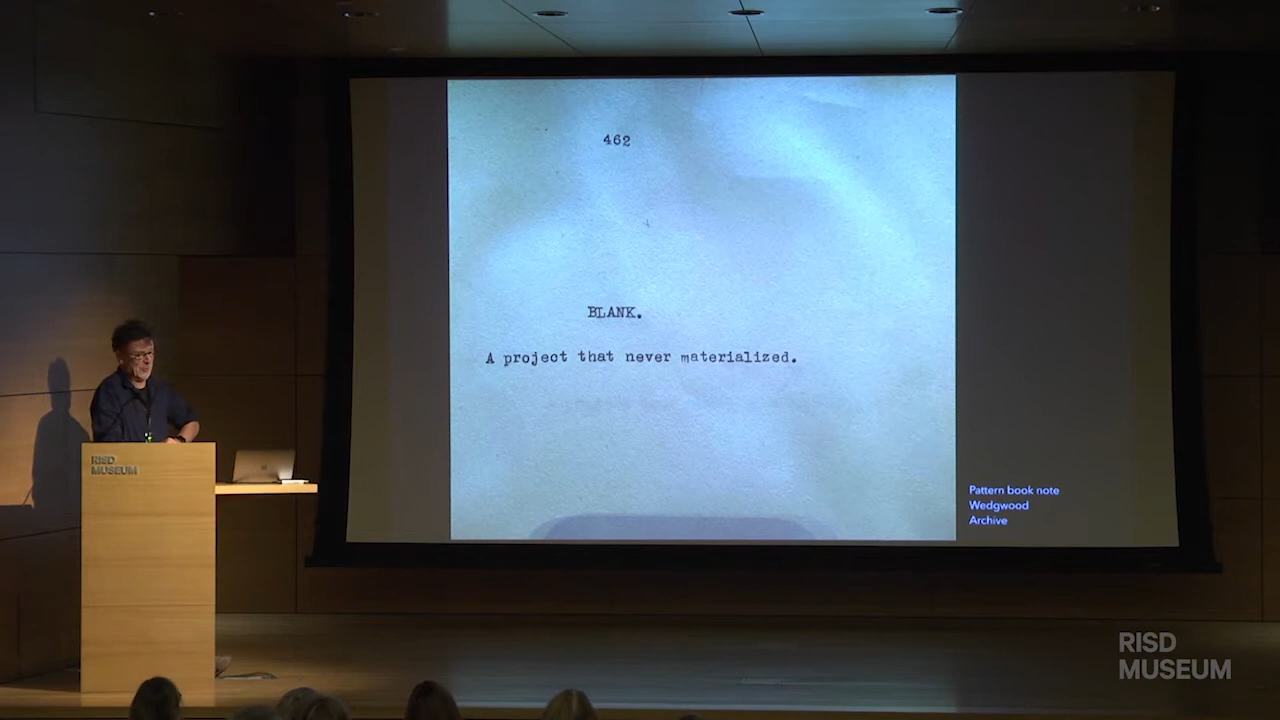 462
BLANK.
A project that never materialized.
Pattern book note
Wedgwood
Archive
RISD
MUSEUM
RISD
MUSEUM